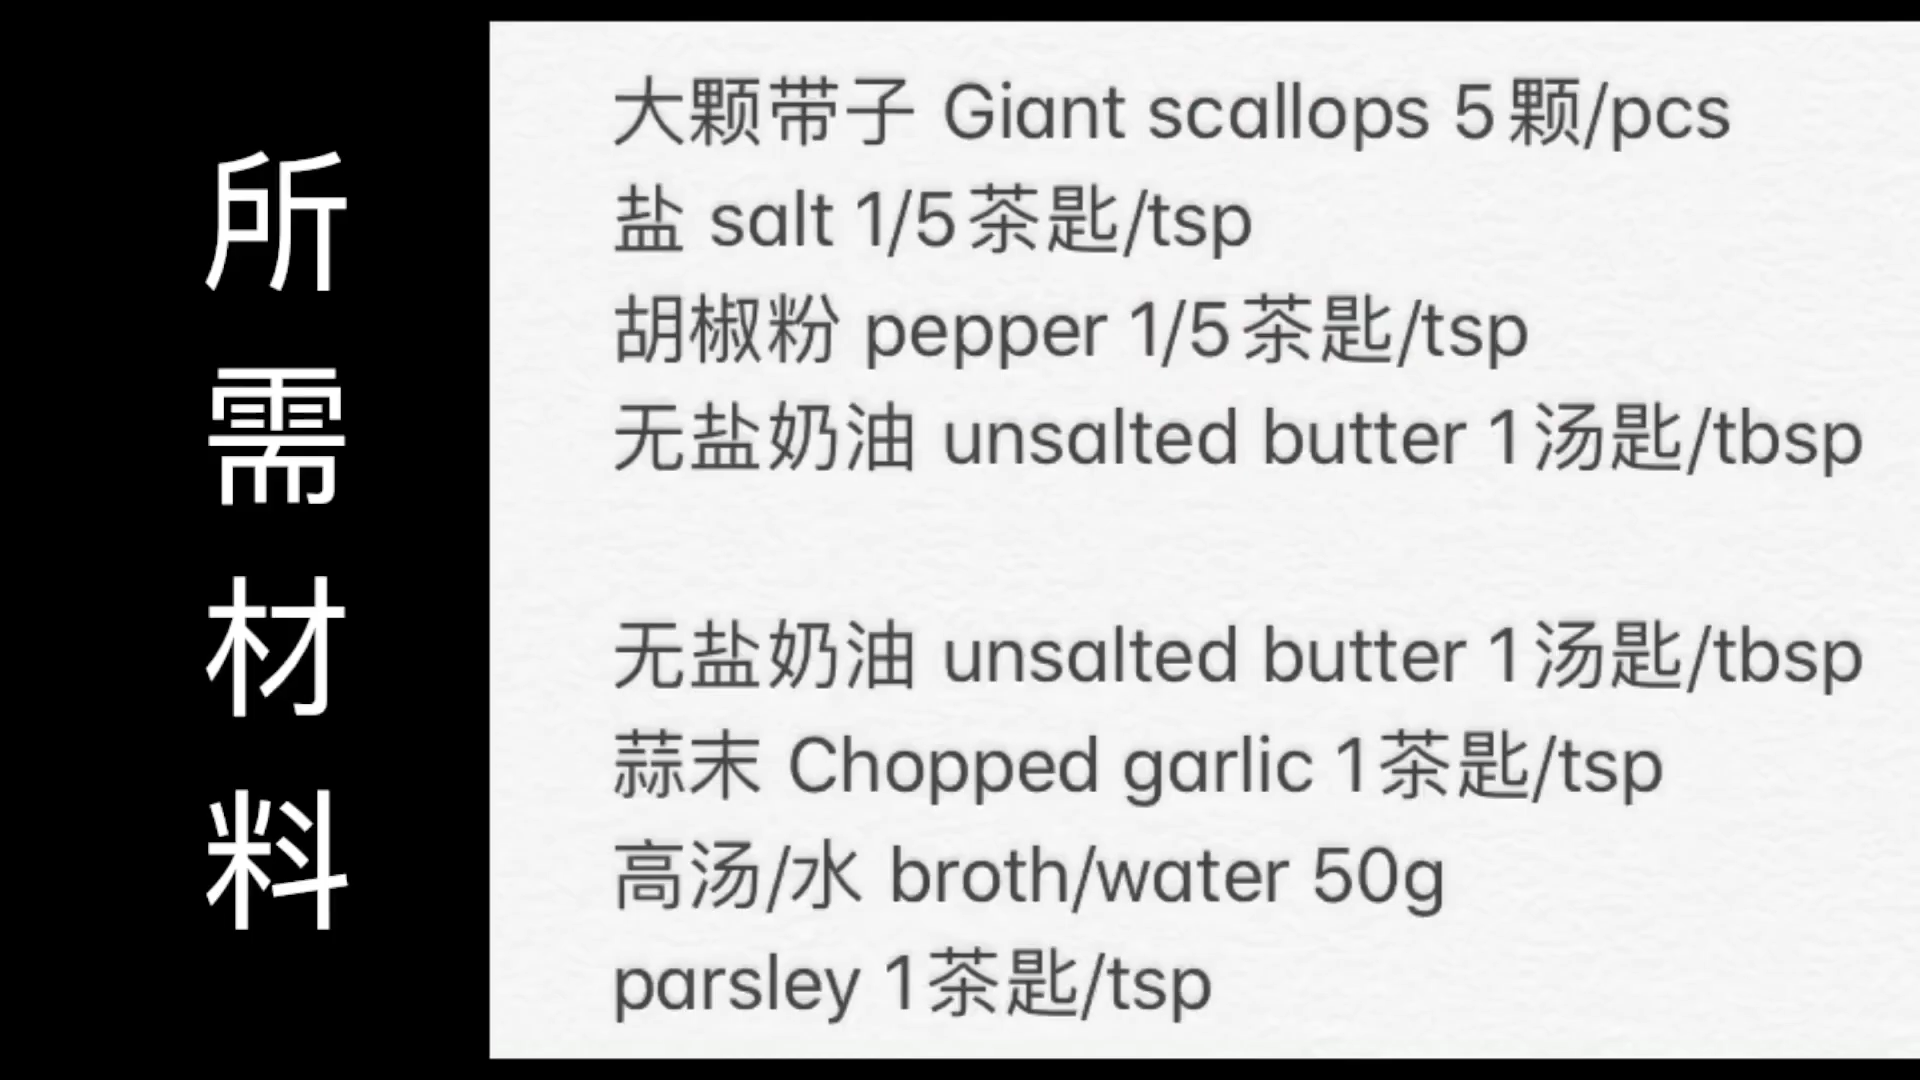 所需材料
大颗带子 Giant scallops 5颗/pcs
盐 salt 1/5茶匙/tsp
胡椒粉 pepper 1/5茶匙/tsp
无盐奶油 unsalted butter 1汤匙/tbsp
无盐奶油 unsalted butter 1汤匙/tbsp
蒜末 Chopped garlic 1茶匙/tsp
高汤/水 broth/water 50g
parsley 1茶匙/tsp